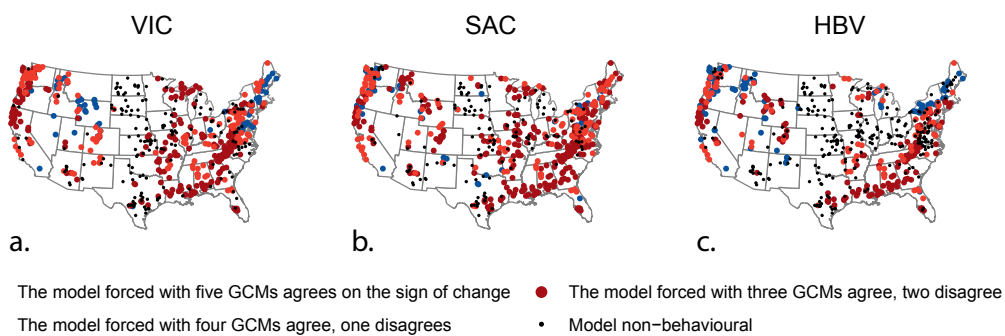 VIC
SAC
HBV
a.
b.
c.
The model forced with five GCMs agrees on the sign of change
The model forced with three GCMs agree, two disagree
The model forced with four GCMs agree, one disagrees
Model non−behavioural